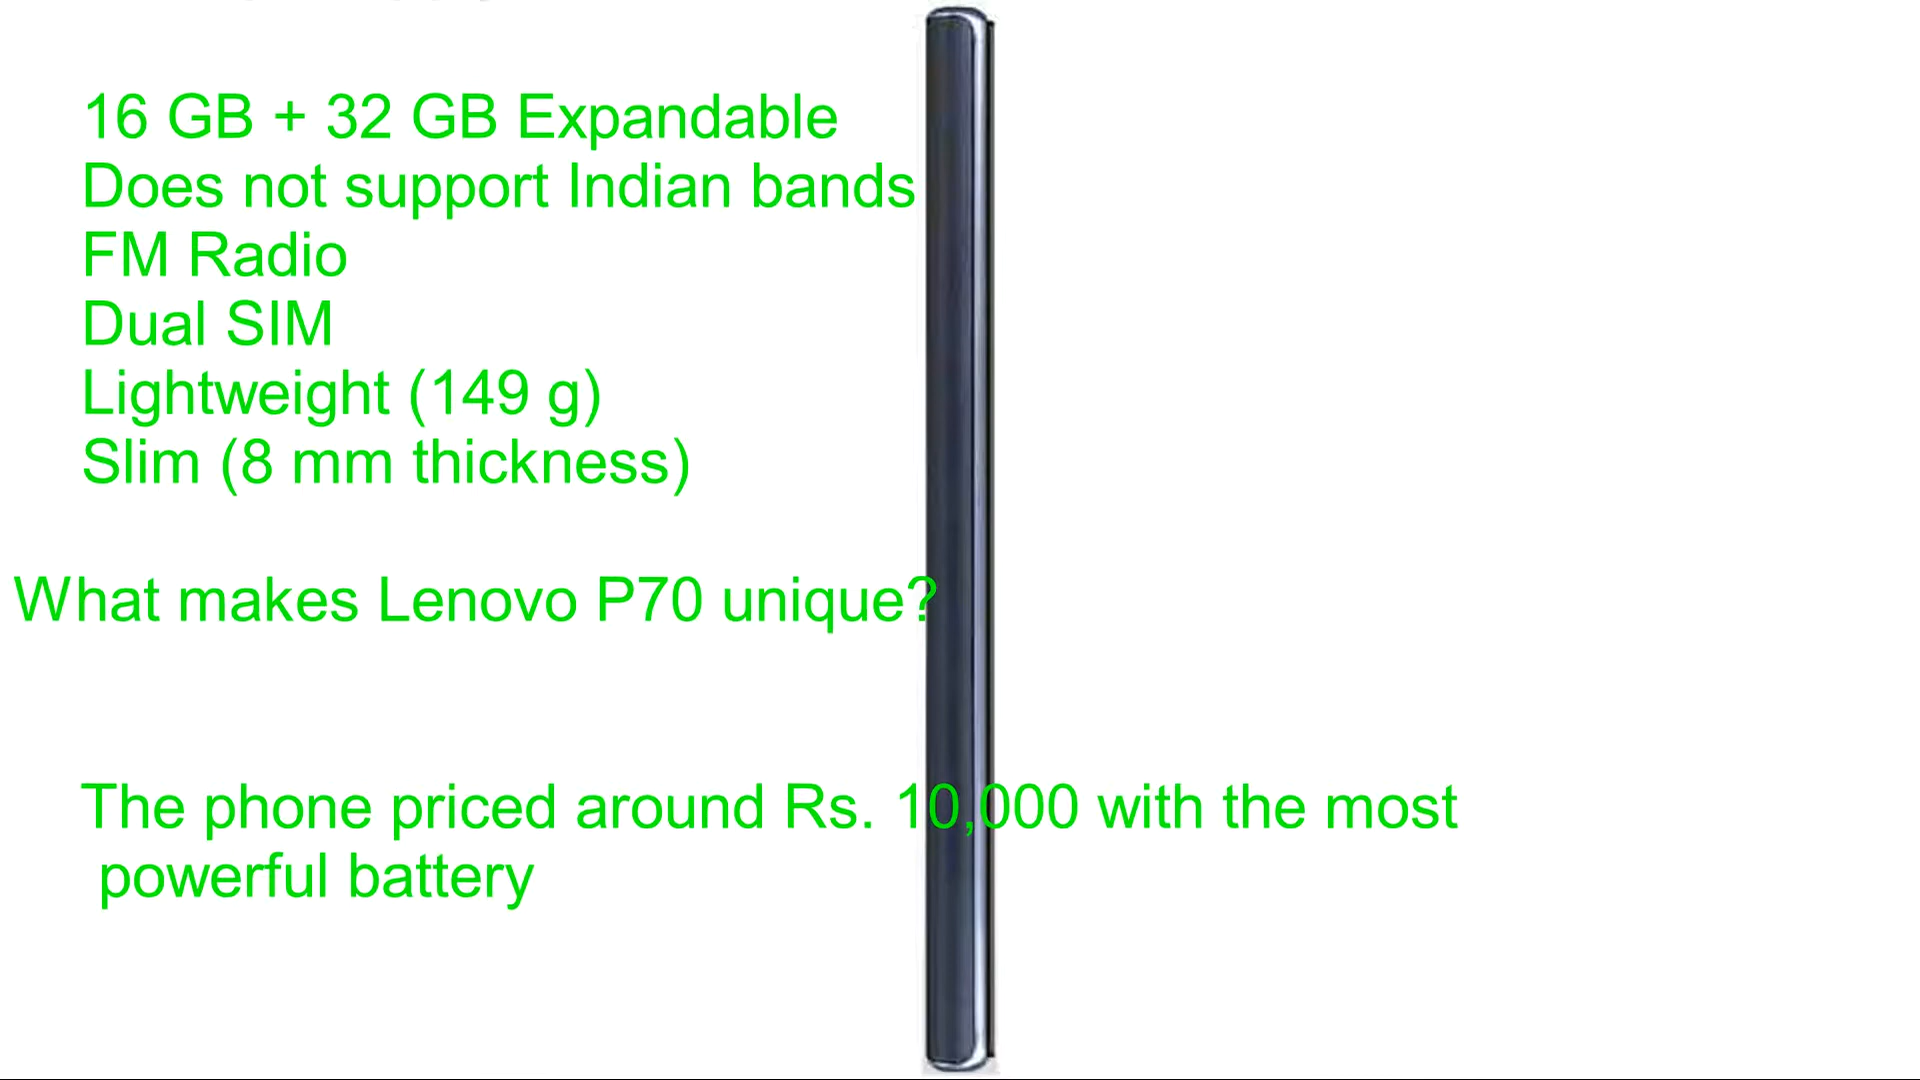 16 GB + 32 GB Expandable
Does not support Indian bands
FM Radio
Dual SIM
Lightweight (149 g)
Slim (8 mm thickness)
What makes Lenovo P70 unique?
The phone priced around Rs. 10,000 with the most
powerful battery